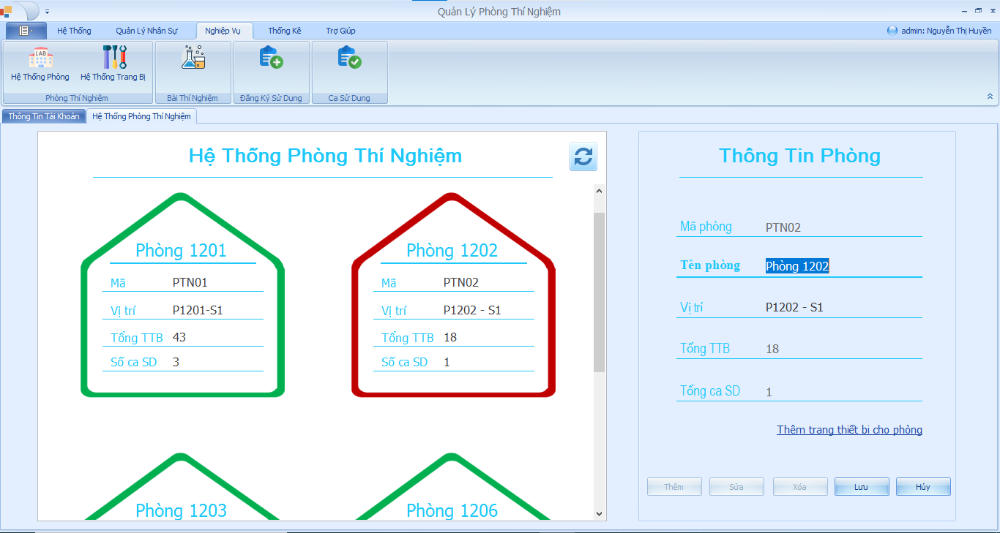 Quản Lý Phòng Thí Nghiệm
Hệ Thống Quản Lý Nhân Sự Nghiệp Vụ Thống Kê Trợ Giúp admin: Nguyễn Thị Huyền
LAB
Hệ Thống Phòng Hệ Thống Trang Bị
Phòng Thí Nghiệm Bài Thí Nghiệm Đăng Ký Sử Dụng Ca Sử Dụng
Thông Tin Tài Khoản Hệ Thống Phòng Thí Nghiệm
Hệ Thống Phòng Thí Nghiệm
Phòng 1201
Mã PTN01
Vị trí P1201-S1
Tổng TTB 43
Số ca SD 3
Phòng 1202
Mã PTN02
Vị trí P1202 - S1
Tổng TTB 18
Số ca SD 1
Phòng 1203
Phòng 1206
Thông Tin Phòng
Mã phòng PTN02
Tên phòng Phòng 1202
Vị trí P1202 - S1
Tổng TTB 18
Tổng ca SD 1
Thêm trang thiết bi cho phòng
Thêm Sửa Xóa Lưu Hủy